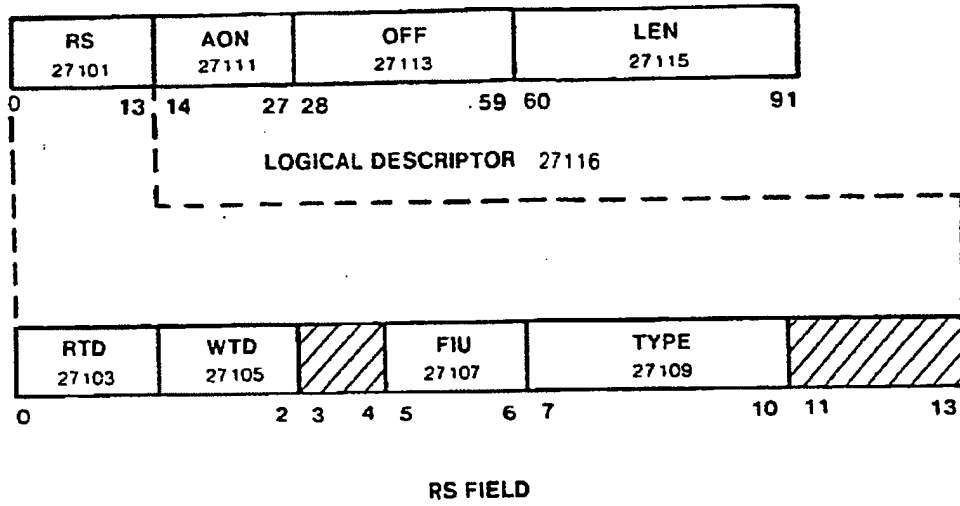 RS AON OFF LEN
27101 27111 27113 27115
0 13 14 27 28 59 60 91
LOGICAL DESCRIPTOR 27116
RTD WTD FIU TYPE
27103 27105 27107 27109
0 2 3 4 5 6 7 10 11 13
RS FIELD